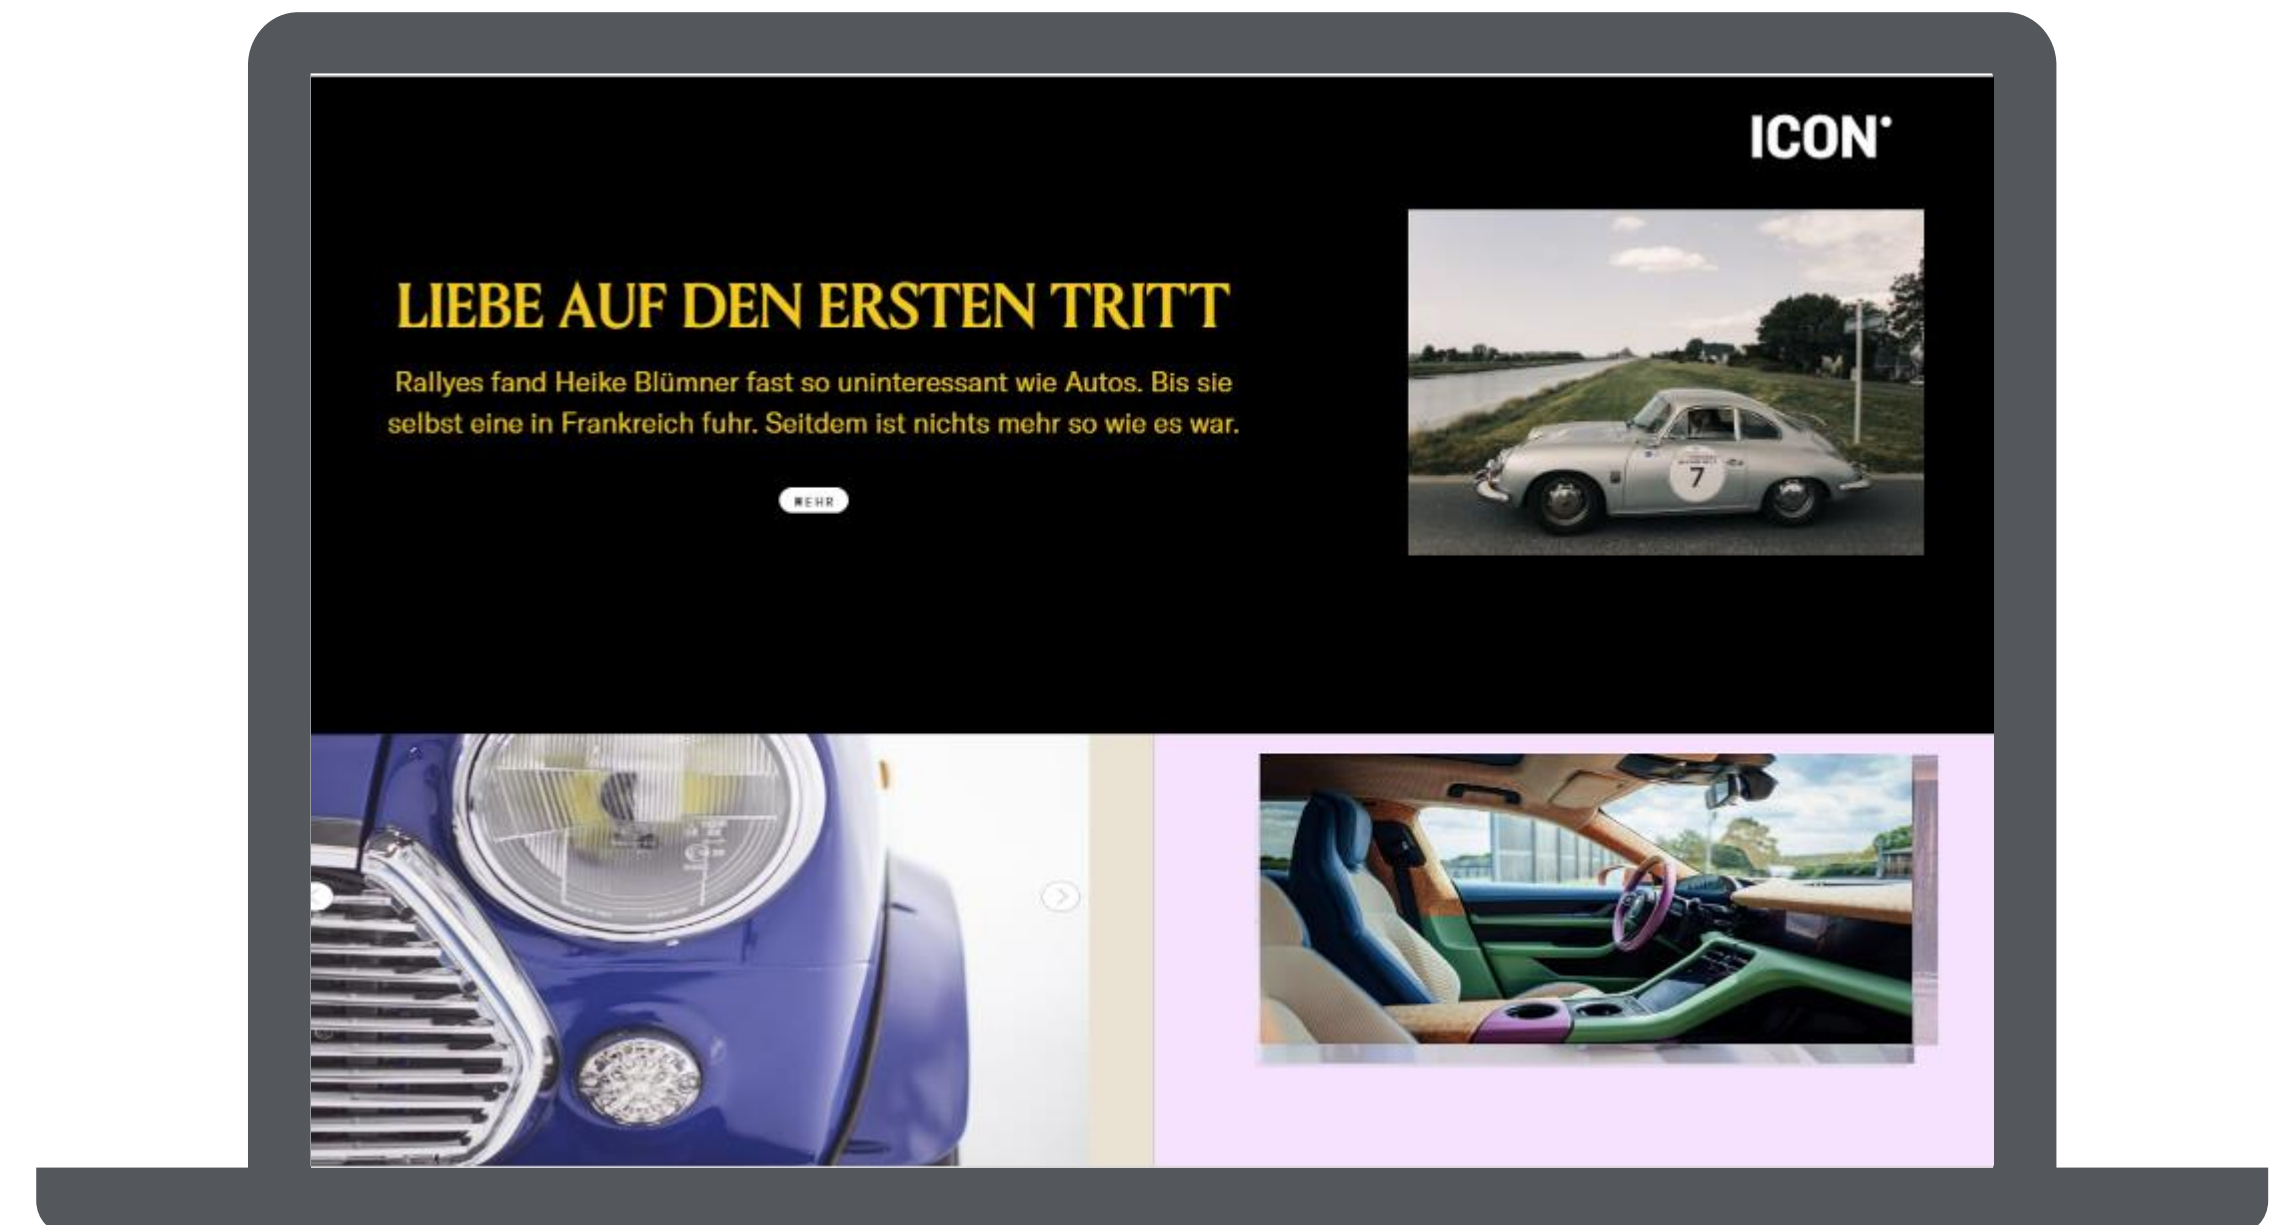 ICON
LIEBE AUF DEN ERSTEN TRITT
Rallyes fand Heike Blümner fast so uninteressant wie Autos. Bis sie
selbst eine in Frankreich fuhr. Seitdem ist nichts mehr so wie es war.
MEHR
7